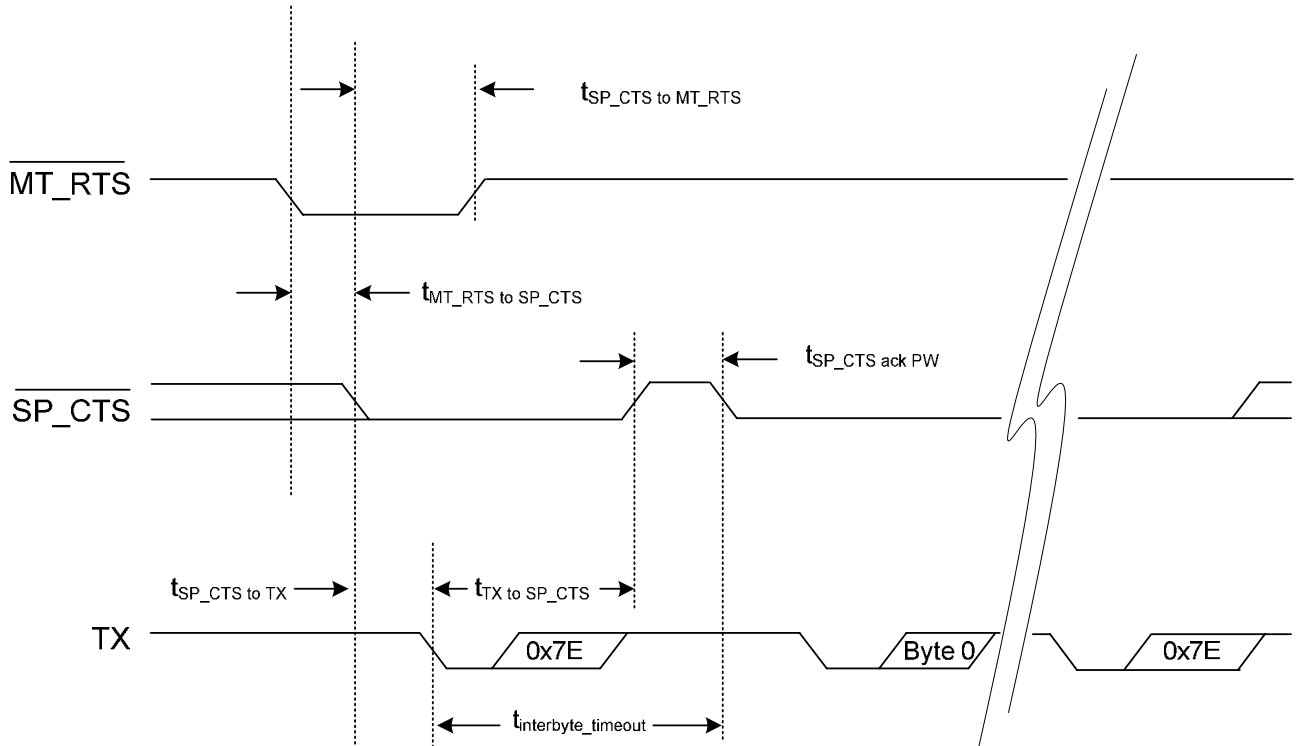 tSP_CTS to MT_RTS
MT_RTS
tMT_RTS to SP_CTS
tSP_CTS ack PW
SP_CTS
tSP_CTS to TX
tTX to SP_CTS
TX
0x7E
Byte 0
0x7E
tinterbyte_timeout